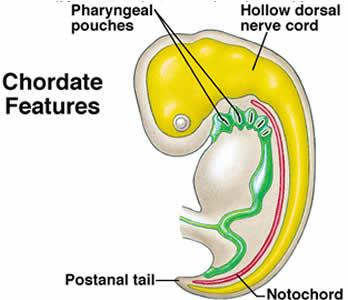 Pharyngeal
pouches
Hollow dorsal
nerve cord
Chordate
Features
Postanal tail
Notochord